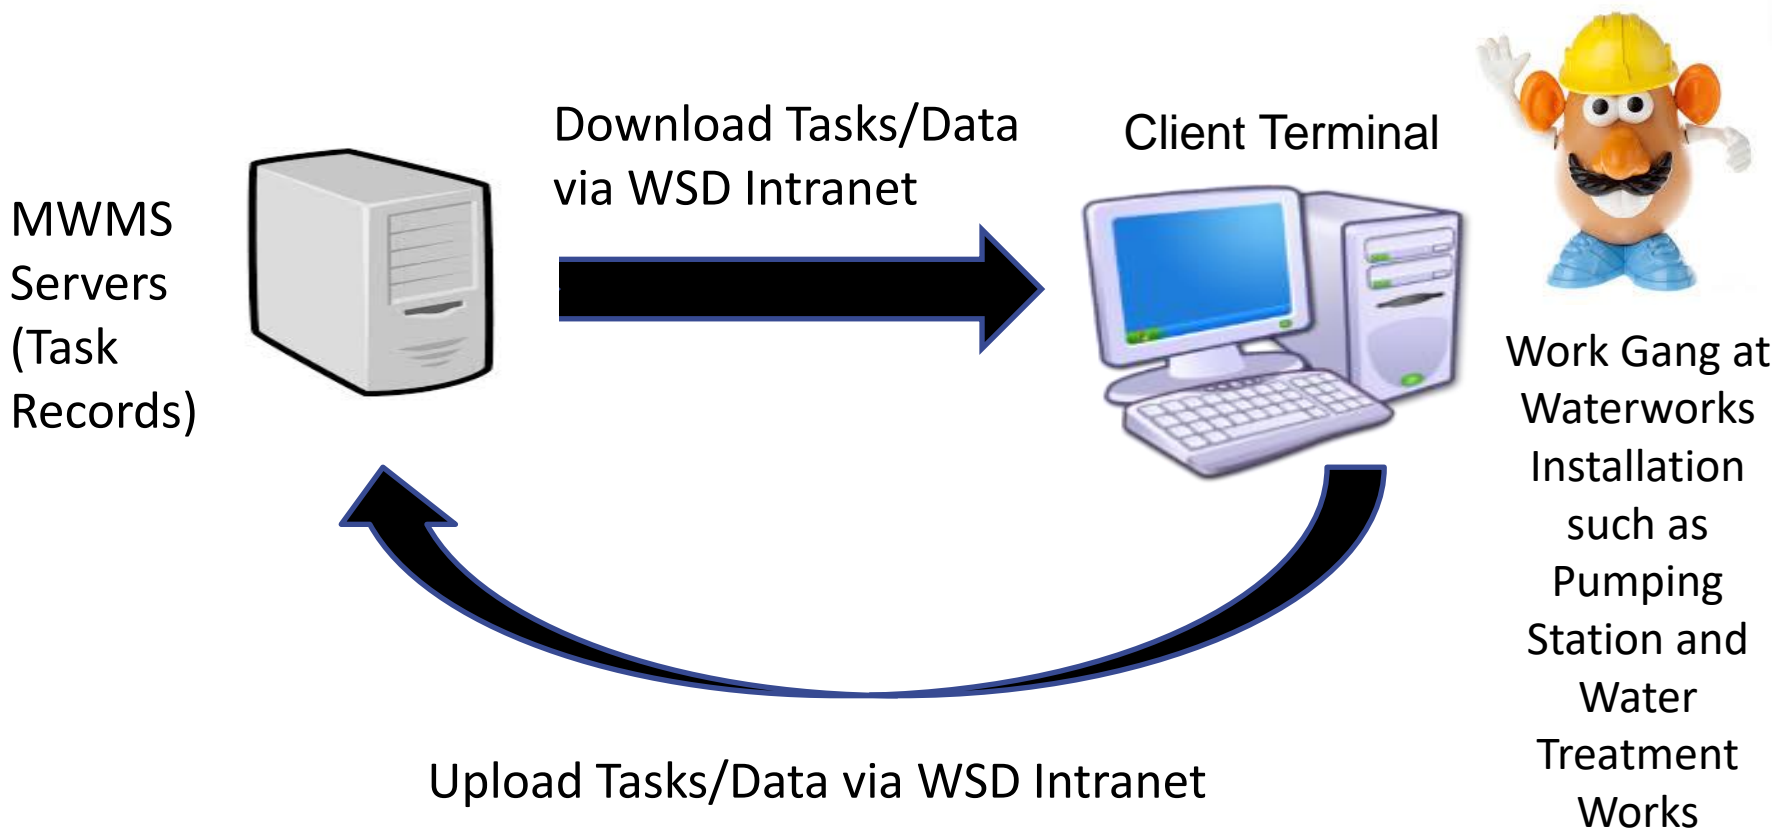 MWMS
Servers
(Task
Records)
Download Tasks/Data
via WSD Intranet
Client Terminal
Work Gang at
Waterworks
Installation
such as
Pumping
Station and
Water
Treatment
Works
Upload Tasks/Data via WSD Intranet